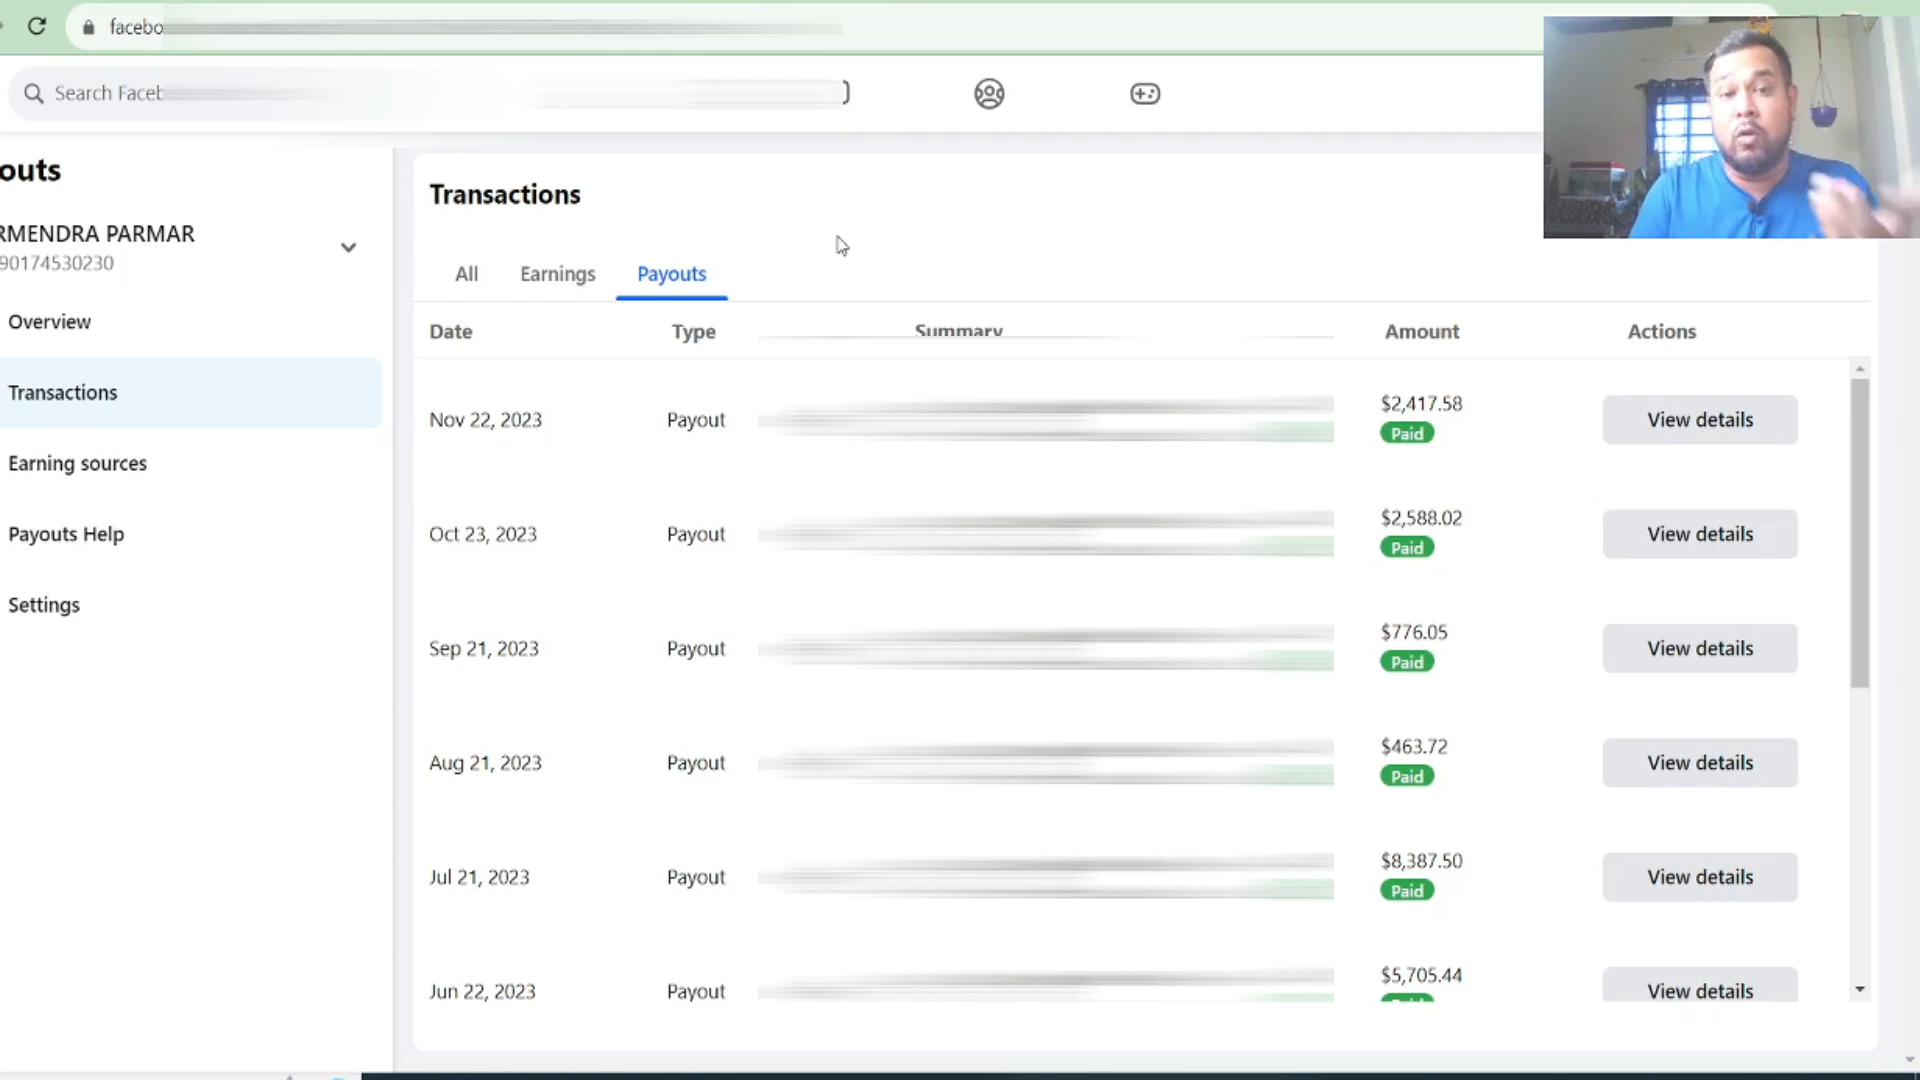 facebo
Search Faceb
outs
RMENDRA PARMAR
90174530230
Overview
Transactions
Earning sources
Payouts Help
Settings
Transactions
All Earnings Payouts
Date Type Summary Amount Actions
Nov 22, 2023 Payout $2,417.58 Paid View details
Oct 23, 2023 Payout $2,588.02 Paid View details
Sep 21, 2023 Payout $776.05 Paid View details
Aug 21, 2023 Payout $463.72 Paid View details
Jul 21, 2023 Payout $8,387.50 Paid View details
Jun 22, 2023 Payout $5,705.44 View details